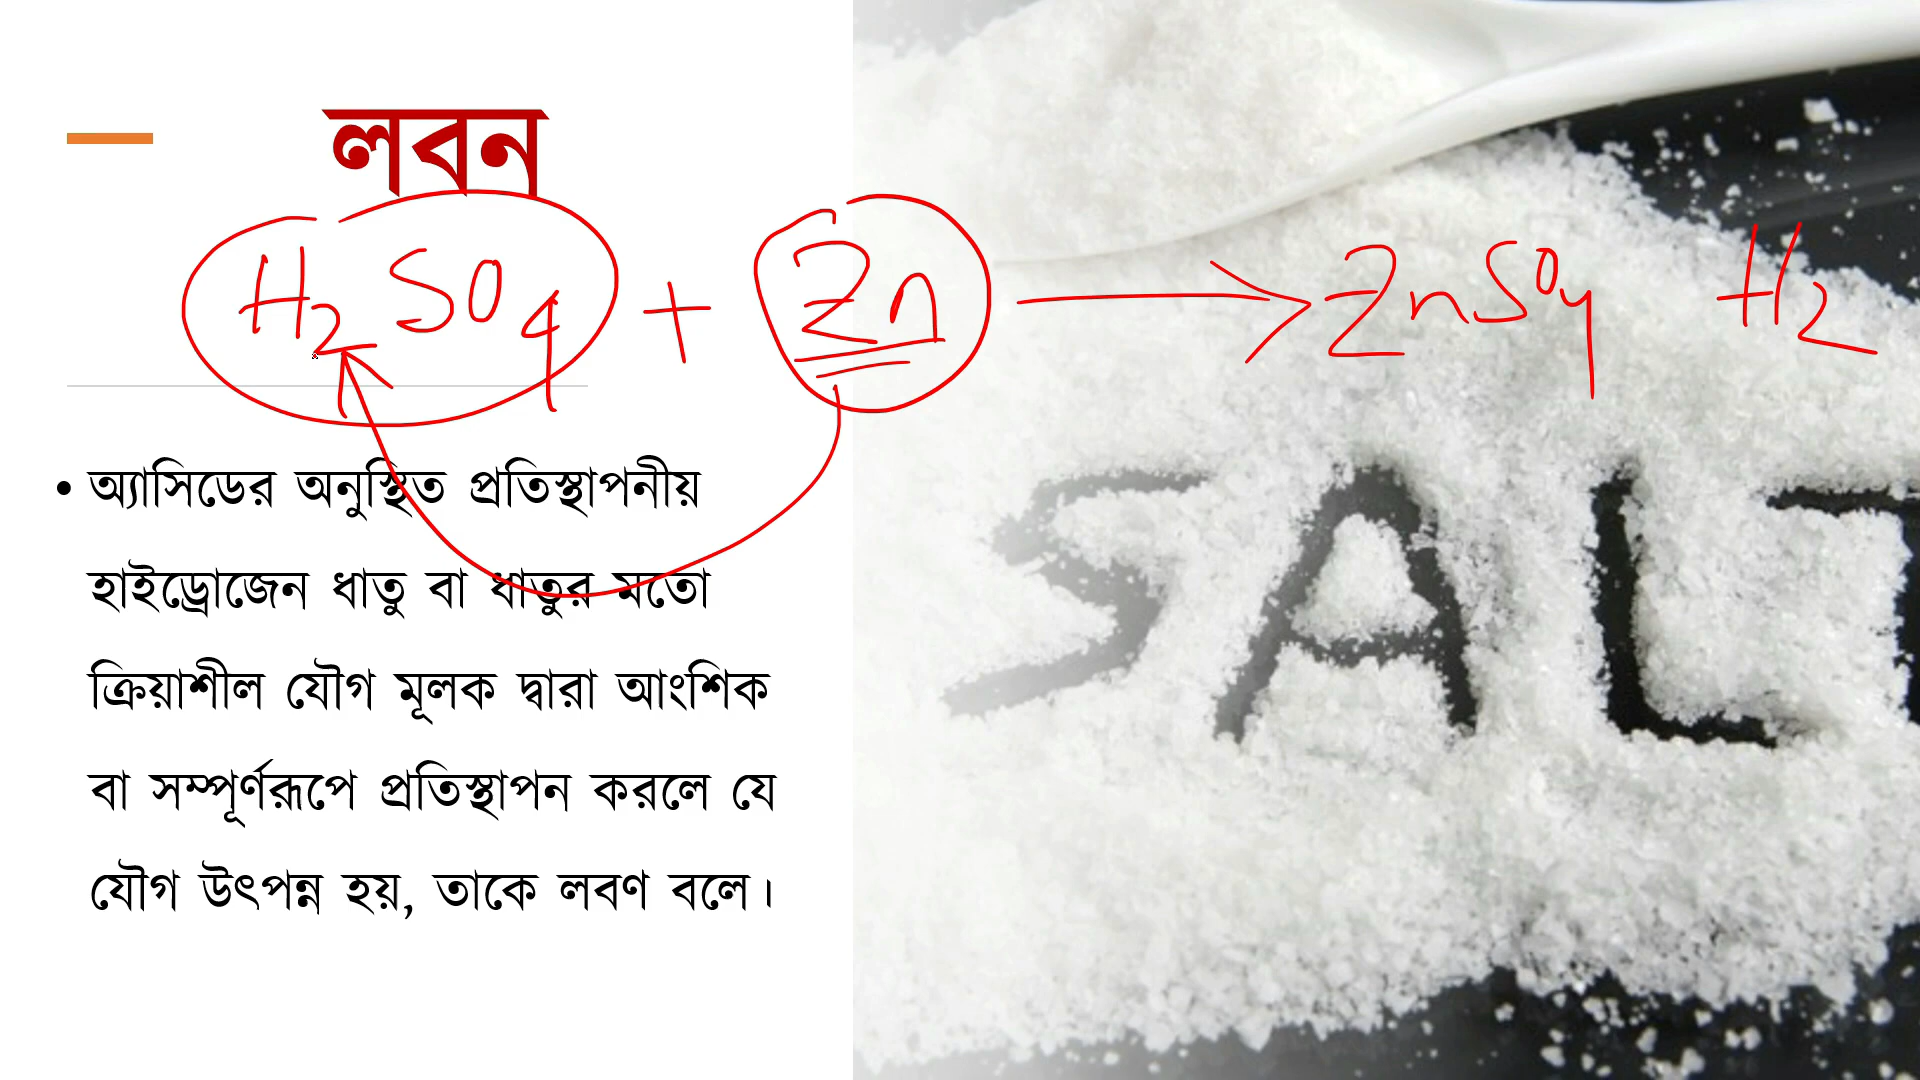 লবন
H₂SO₄ + Zn → ZnSO₄ H₂
• অ্যাসিডের অনুস্থিত প্রতিস্থাপনীয়
হাইড্রোজেন ধাতু বা ধাতুর মতো
ক্রিয়াশীল যৌগ মূলক দ্বারা আংশিক
বা সম্পূর্ণরূপে প্রতিস্থাপন করলে যে
যৌগ উৎপন্ন হয়, তাকে লবণ বলে।
SALT